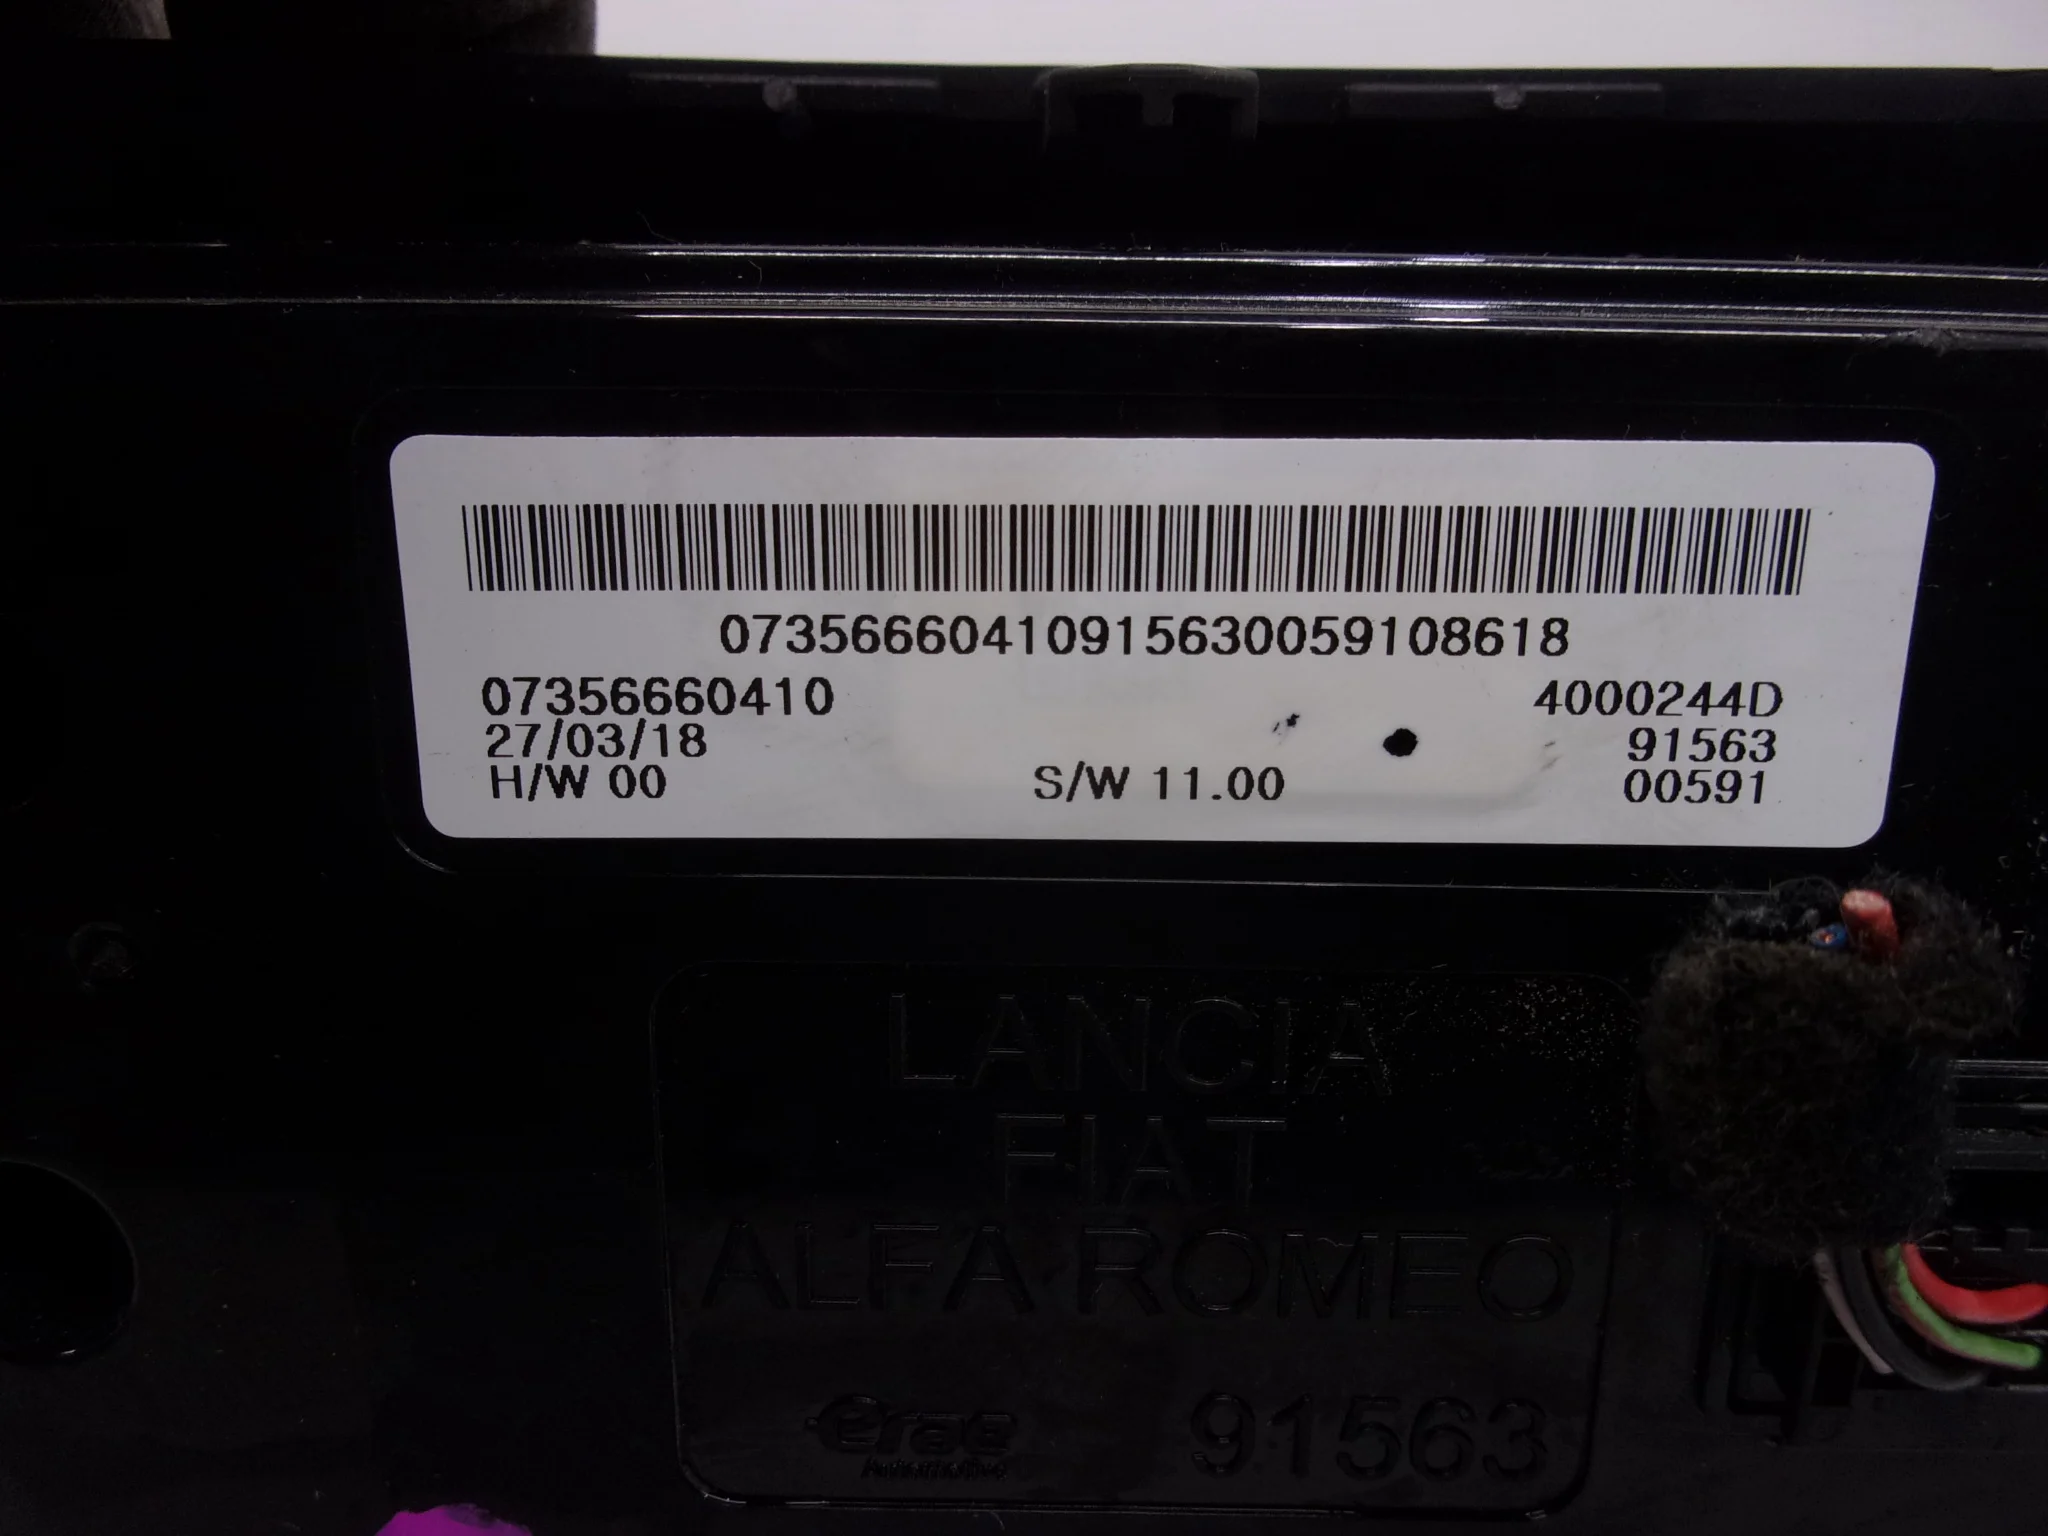 07356660410915630059108618
07356660410
4000244D
27/03/18
91563
H/W 00
S/W 11.00
00591
LANCIA
FIAT
ALFA ROMEO
erae
Automotive
91563